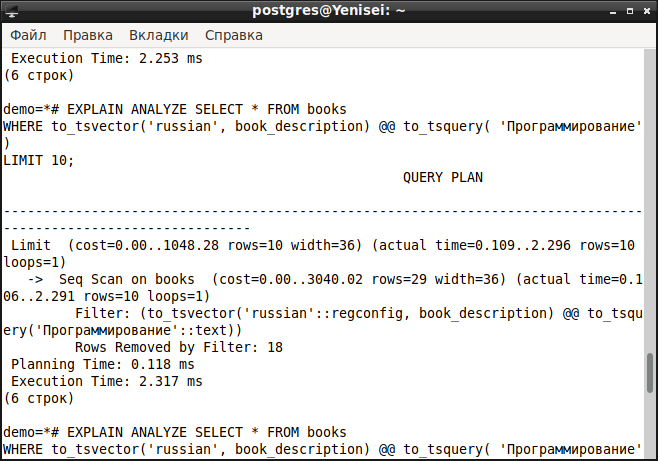 postgres@Yenisei: ~
Файл Правка Вкладки Справка
Execution Time: 2.253 ms
(6 строк)
demo=*# EXPLAIN ANALYZE SELECT * FROM books
WHERE to_tsvector('russian', book_description) @@ to_tsquery( 'Программирование'
)
LIMIT 10;
QUERY PLAN
--------------------------------------------------------------------------------
-------------------------------
Limit  (cost=0.00..1048.28 rows=10 width=36) (actual time=0.109..2.296 rows=10
loops=1)
->  Seq Scan on books  (cost=0.00..3040.02 rows=29 width=36) (actual time=0.1
06..2.291 rows=10 loops=1)
Filter: (to_tsvector('russian'::regconfig, book_description) @@ to_tsqu
ery('Программирование'::text))
Rows Removed by Filter: 18
Planning Time: 0.118 ms
Execution Time: 2.317 ms
(6 строк)
demo=*# EXPLAIN ANALYZE SELECT * FROM books
WHERE to_tsvector('russian', book_description) @@ to_tsquery( 'Программирование'